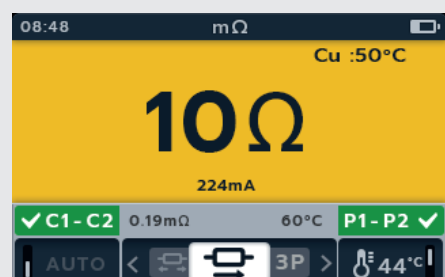 08:48 mΩ
Cu :50°C
10Ω
224mA
C1-C2 0.19mΩ 60°C P1-P2
AUTO < 3P > 44°C